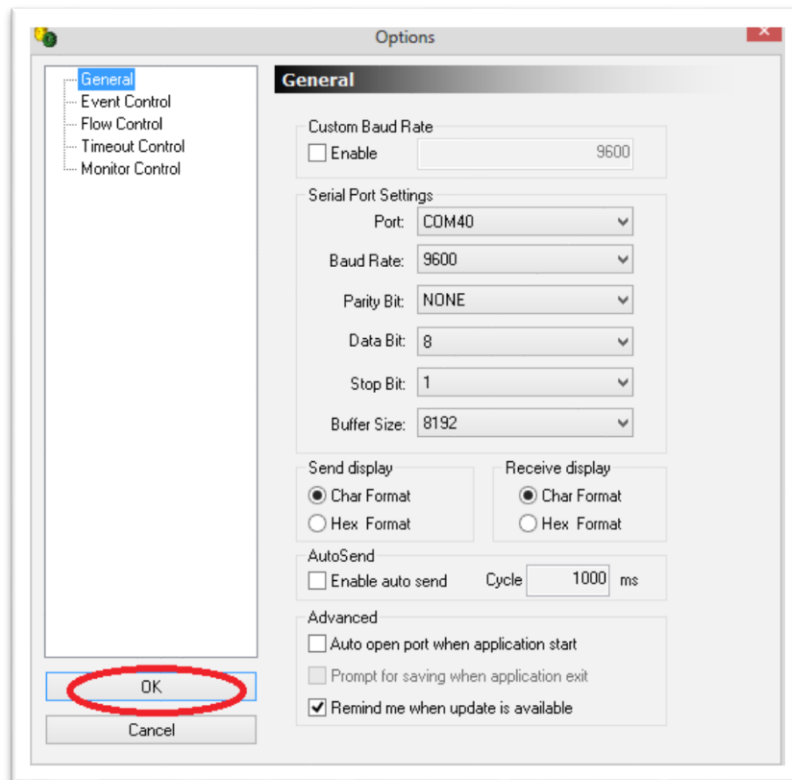 Options
General
Event Control
Flow Control
Timeout Control
Monitor Control
OK
Cancel
General
Custom Baud Rate
Enable 9600
Serial Port Settings
Port: COM40
Baud Rate: 9600
Parity Bit: NONE
Data Bit: 8
Stop Bit: 1
Buffer Size: 8192
Send display
Char Format
Hex Format
Receive display
Char Format
Hex Format
AutoSend
Enable auto send Cycle 1000 ms
Advanced
Auto open port when application start
Prompt for saving when application exit
Remind me when update is available